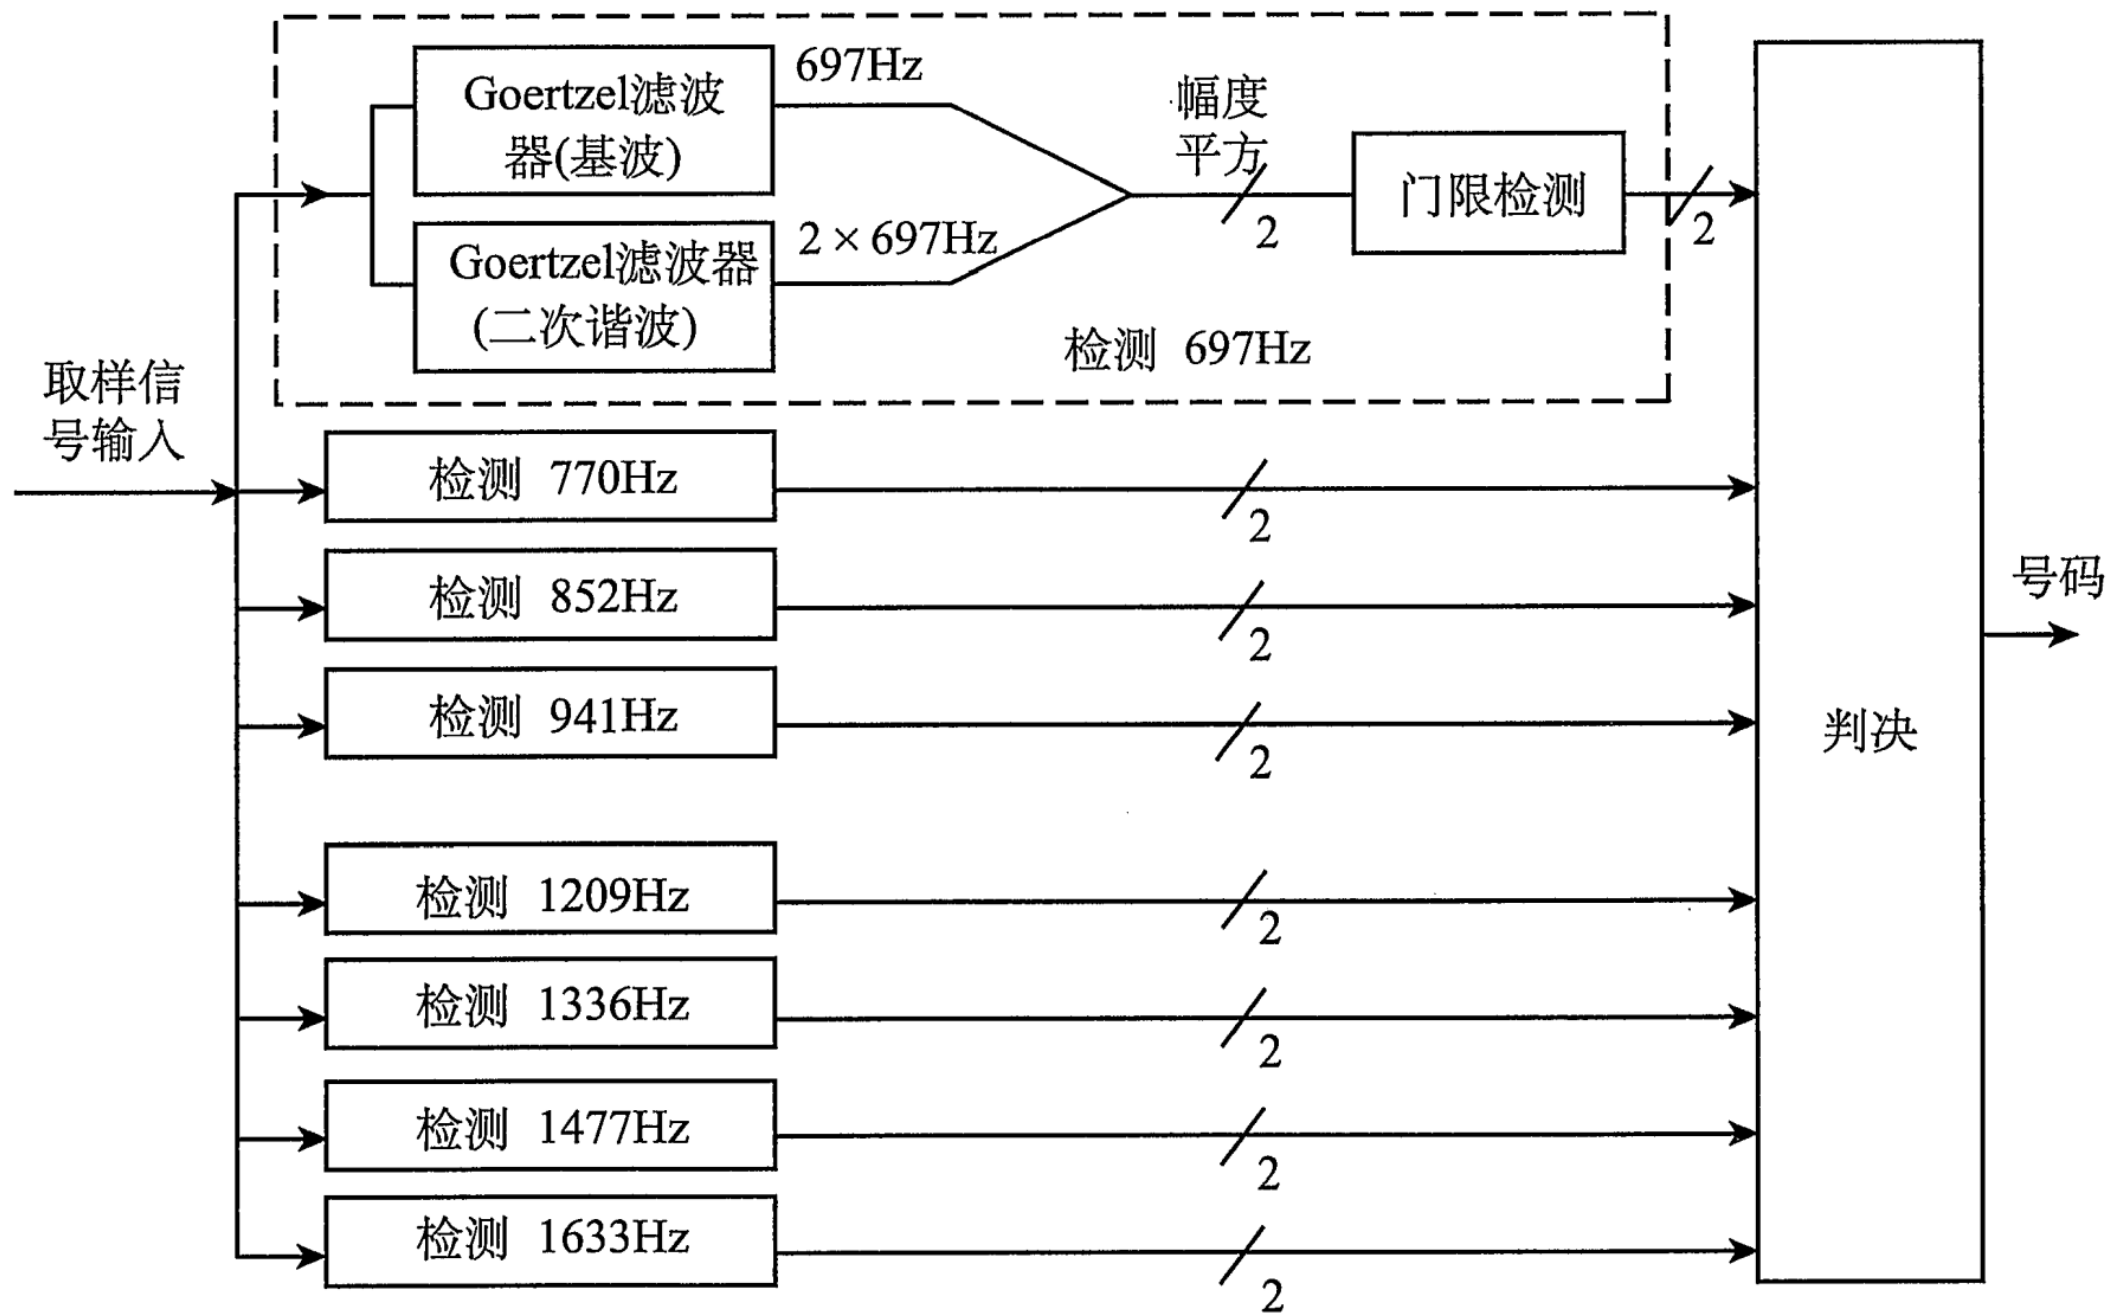 Goertzel滤波
器(基波)
697Hz
幅度
平方
2
门限检测
2
Goertzel滤波器
(二次谐波)
2 × 697Hz
检测 697Hz
取样信
号输入
检测 770Hz
2
检测 852Hz
2
检测 941Hz
2
检测 1209Hz
2
检测 1336Hz
2
检测 1477Hz
2
检测 1633Hz
2
判决
号码